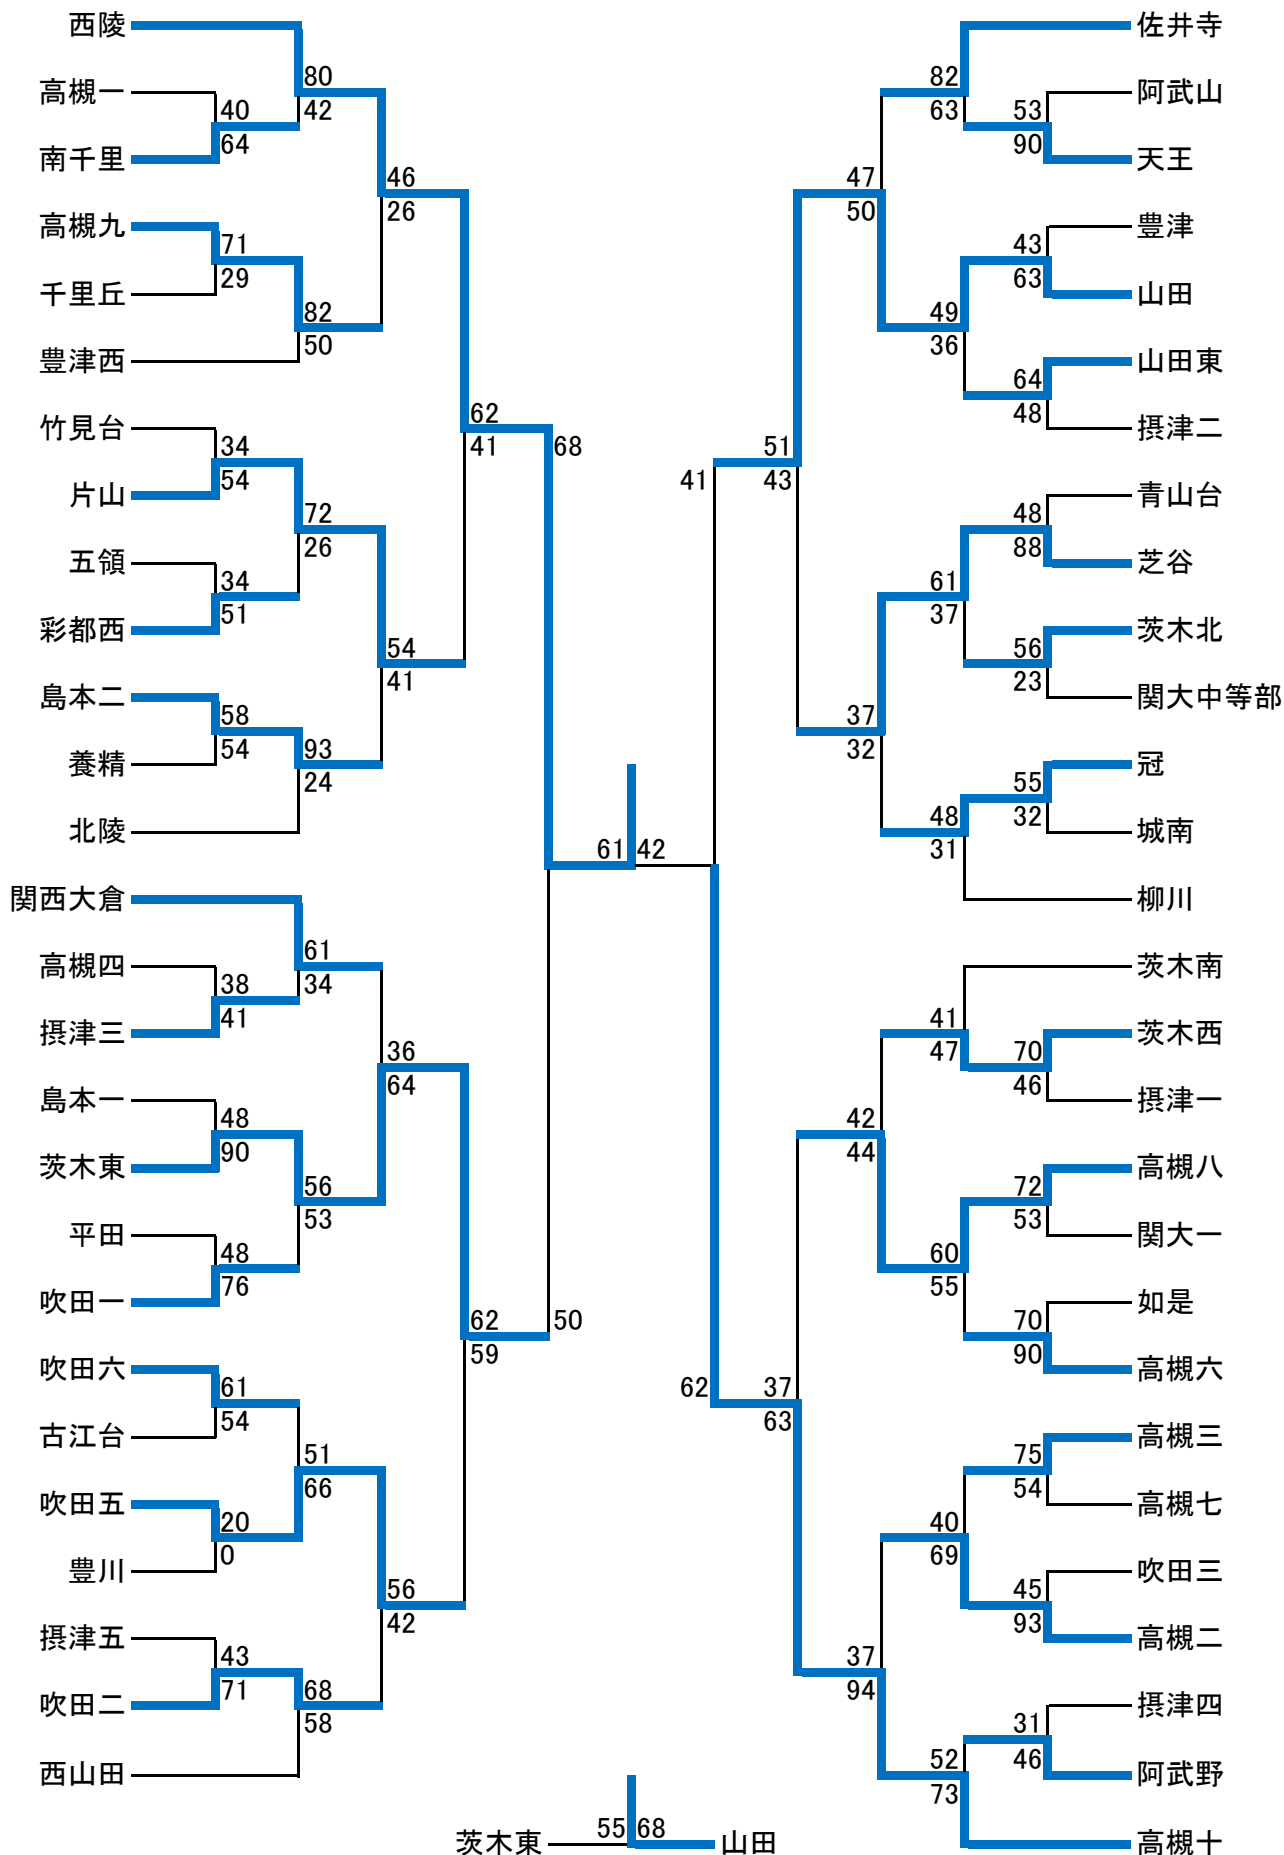 西陵
高槻一
南千里
高槻九
千里丘
豊津西
竹見台
片山
五領
彩都西
島本二
養精
北陵
関西大倉
高槻四
摂津三
島本一
茨木東
平田
吹田一
吹田六
古江台
吹田五
豊川
摂津五
吹田二
西山田
40
64
71
29
34
54
34
51
58
54
38
41
48
90
48
76
61
54
20
0
43
71
80
42
82
50
72
26
93
24
61
34
56
53
51
66
68
58
46
26
54
41
36
64
56
42
62
41
62
59
68
50
61
42
41
62
51
43
37
63
47
50
37
32
42
44
37
94
82
63
49
36
61
37
48
31
41
47
60
55
40
69
52
73
53
90
43
63
64
48
48
88
56
23
55
32
70
46
72
53
70
90
75
54
45
93
31
46
佐井寺
阿武山
天王
豊津
山田
山田東
摂津二
青山台
芝谷
茨木北
関大中等部
冠
城南
柳川
茨木南
茨木西
摂津一
高槻八
関大一
如是
高槻六
高槻三
高槻七
吹田三
高槻二
摂津四
阿武野
高槻十
茨木東
55
68
山田